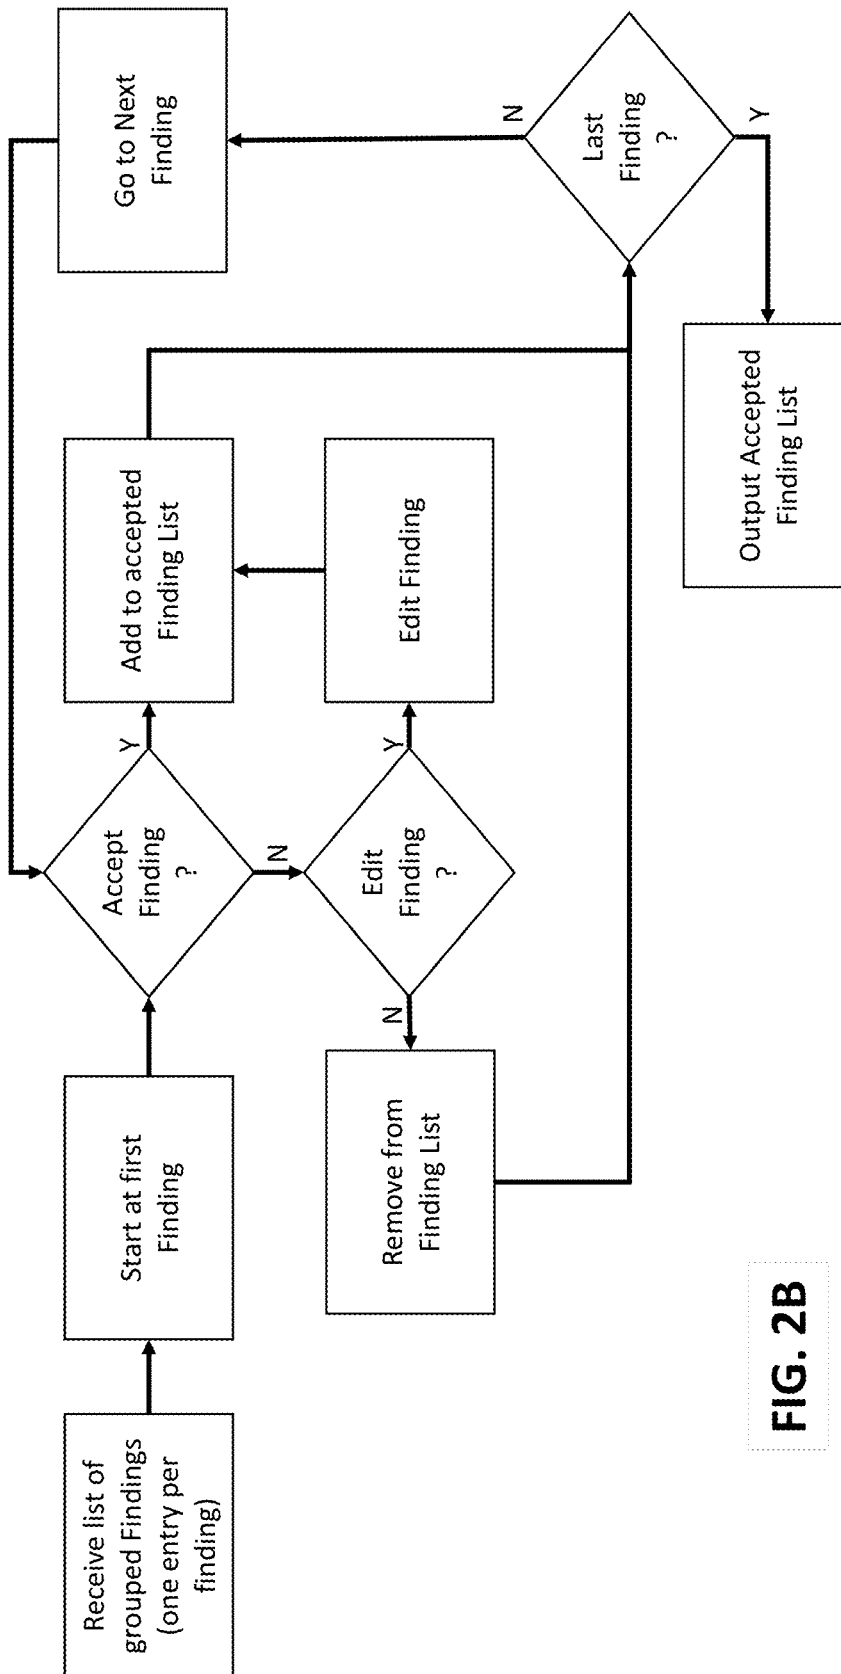 Receive list of
grouped Findings
(one entry per
finding)
Start at first
Finding
Accept
Finding
?
Y
N
Add to accepted
Finding List
Edit
Finding
?
Y
N
Edit Finding
Remove from
Finding List
Go to Next
Finding
Last
Finding
?
N
Y
Output Accepted
Finding List
FIG. 2B